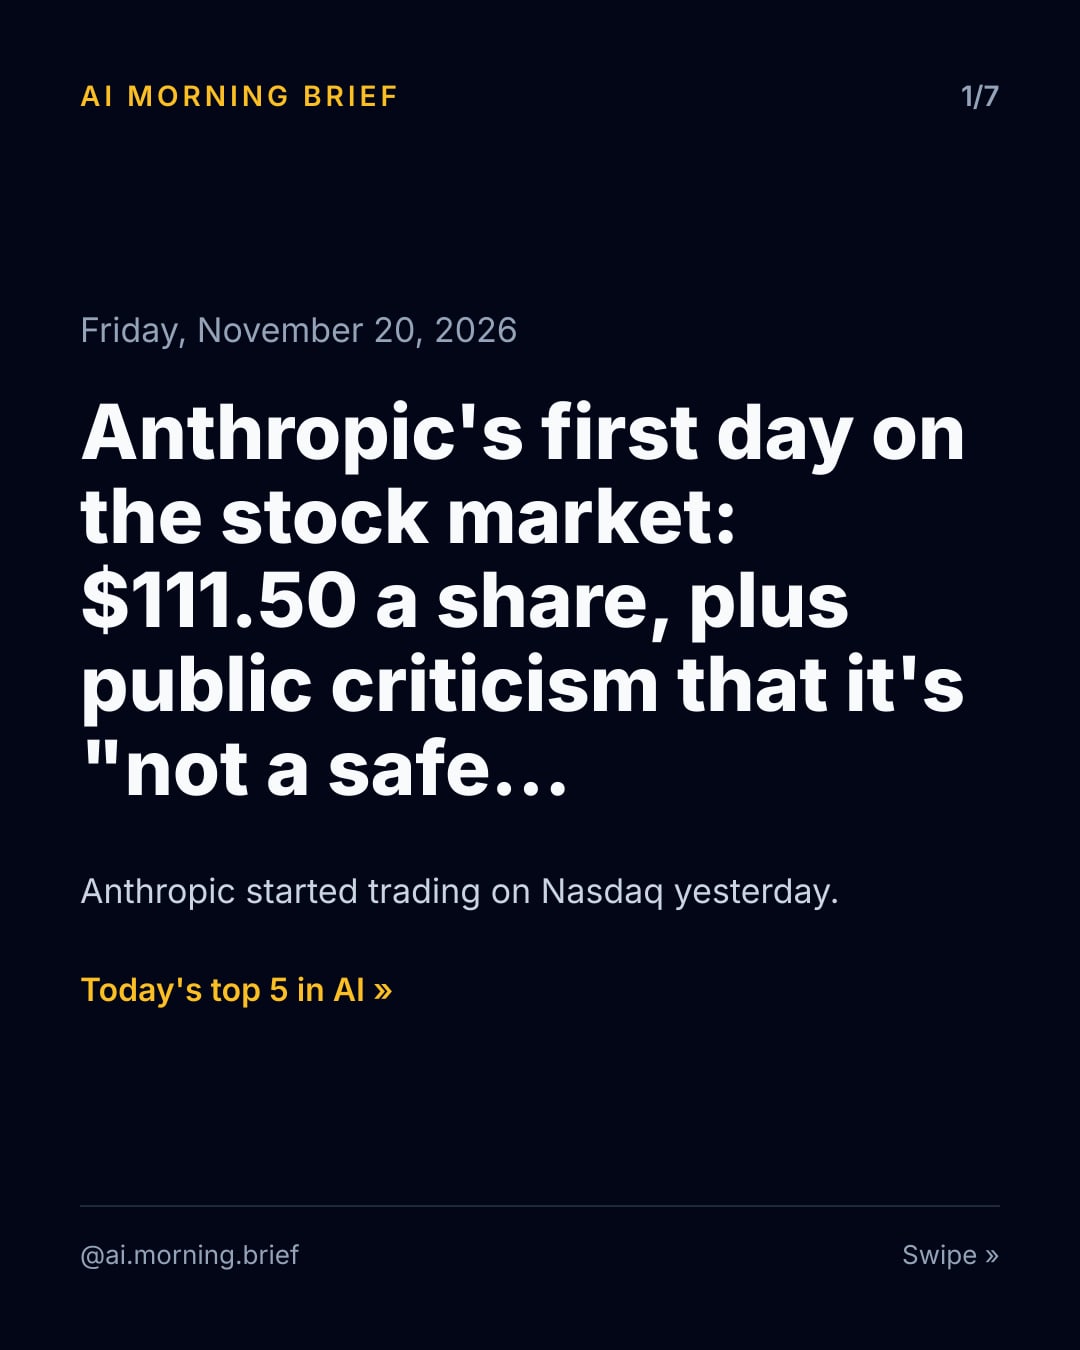 AI MORNING BRIEF
1/7
Friday, November 20, 2026
Anthropic's first day on
the stock market:
$111.50 a share, plus
public criticism that it's
"not a safe...
Anthropic started trading on Nasdaq yesterday.
Today's top 5 in AI »
@ai.morning.brief
Swipe »